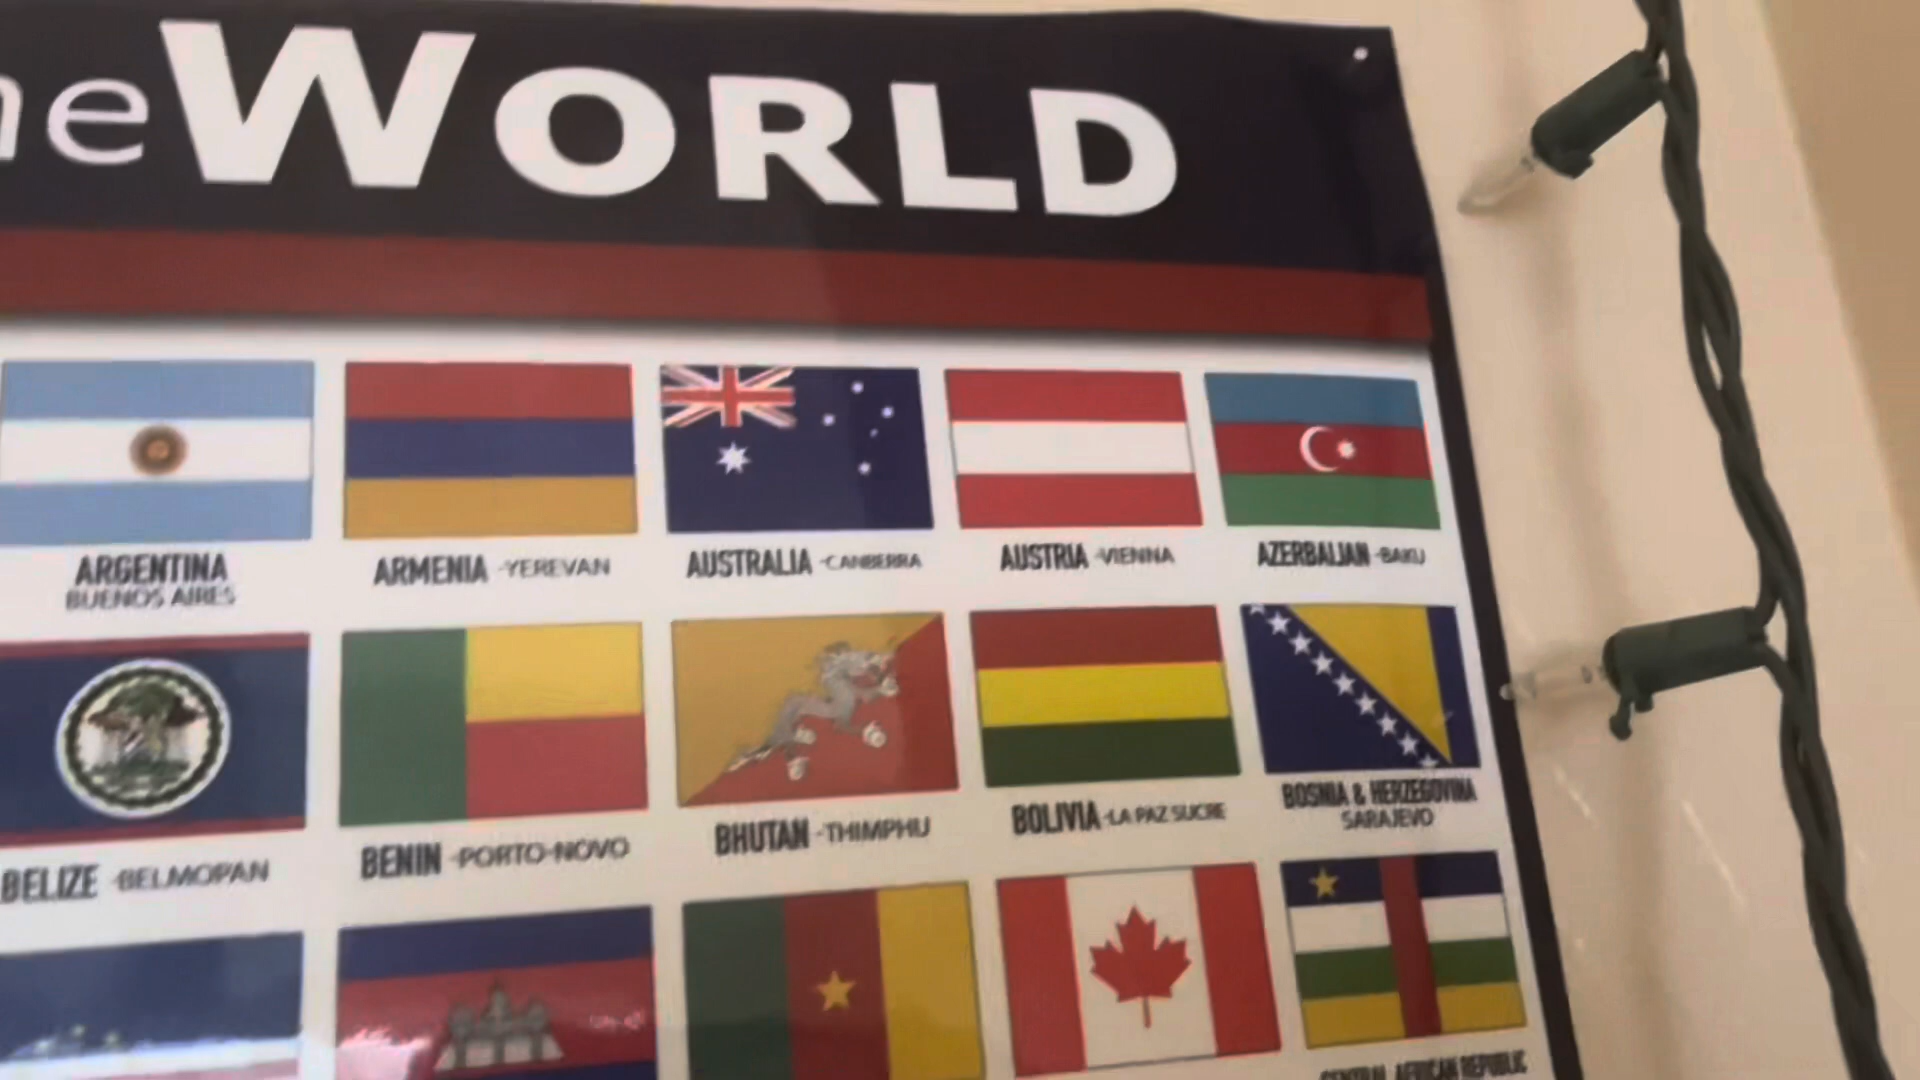 he WORLD
ARGENTINA
BUENOS AIRES
ARMENIA -YEREVAN
AUSTRALIA -CANBERRA
AUSTRIA -VIENNA
AZERBAIJAN -BAKU
BELIZE -BELMOPAN
BENIN -PORTO-NOVO
BHUTAN -THIMPHU
BOLIVIA -LA PAZ SUCRE
BOSNIA & HERZEGOVINA
SARAJEVO
CENTRAL AFRICAN REPUBLIC